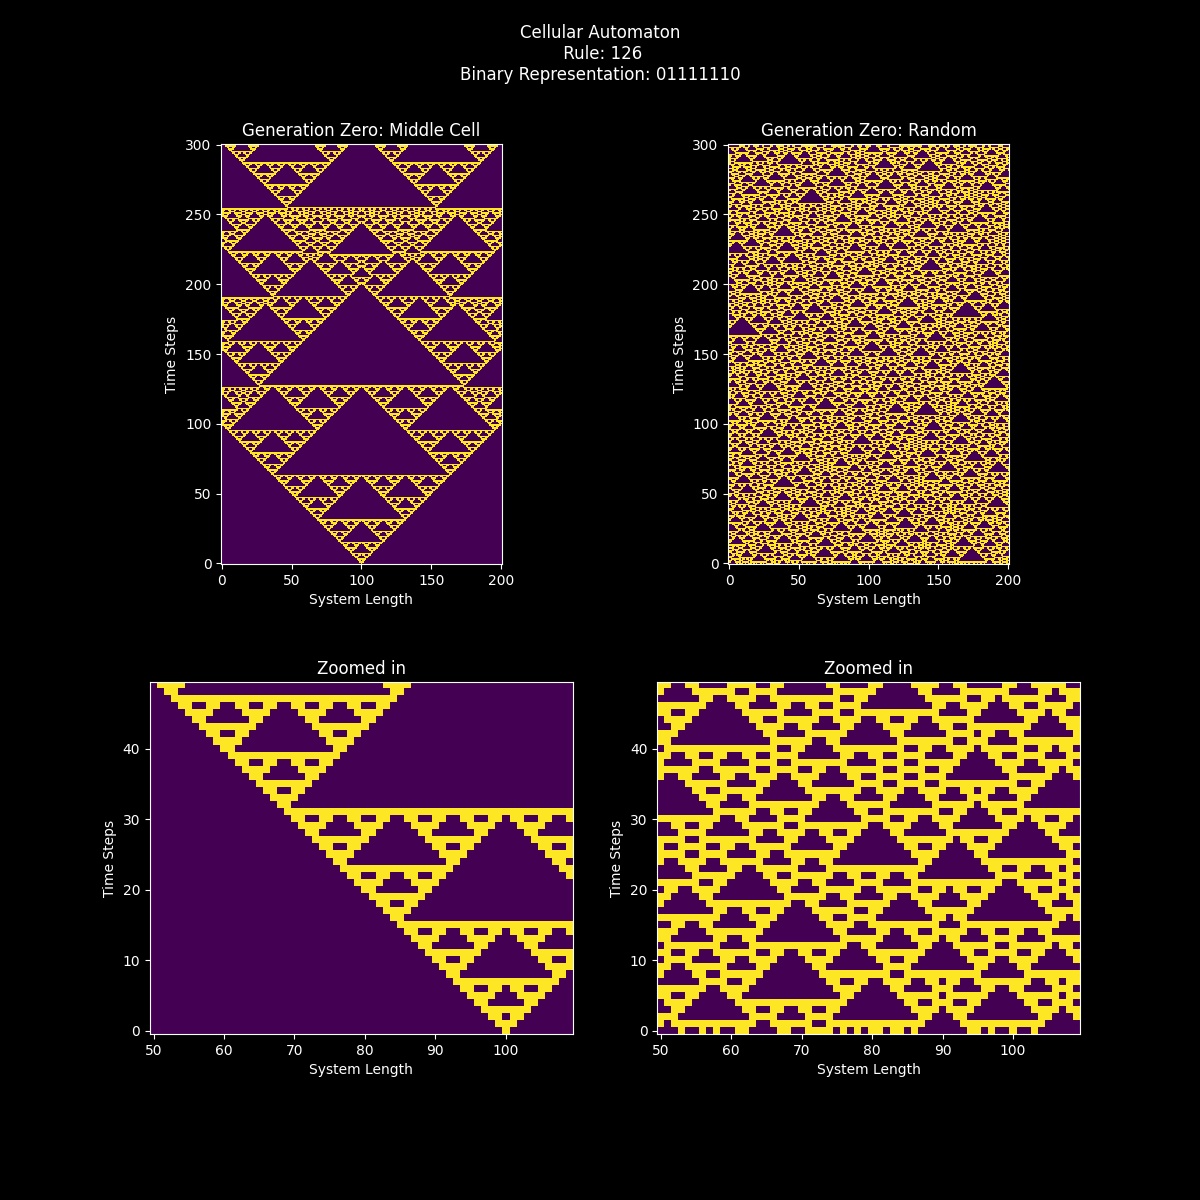 Cellular Automaton
Rule: 126
Binary Representation: 01111110
Generation Zero: Middle Cell
300
250
200
150
100
50
0
Time Steps
0 50 100 150 200
System Length
Generation Zero: Random
300
250
200
150
100
50
0
Time Steps
0 50 100 150 200
System Length
Zoomed in
40
30
20
10
0
Time Steps
50 60 70 80 90 100
System Length
Zoomed in
40
30
20
10
0
Time Steps
50 60 70 80 90 100
System Length